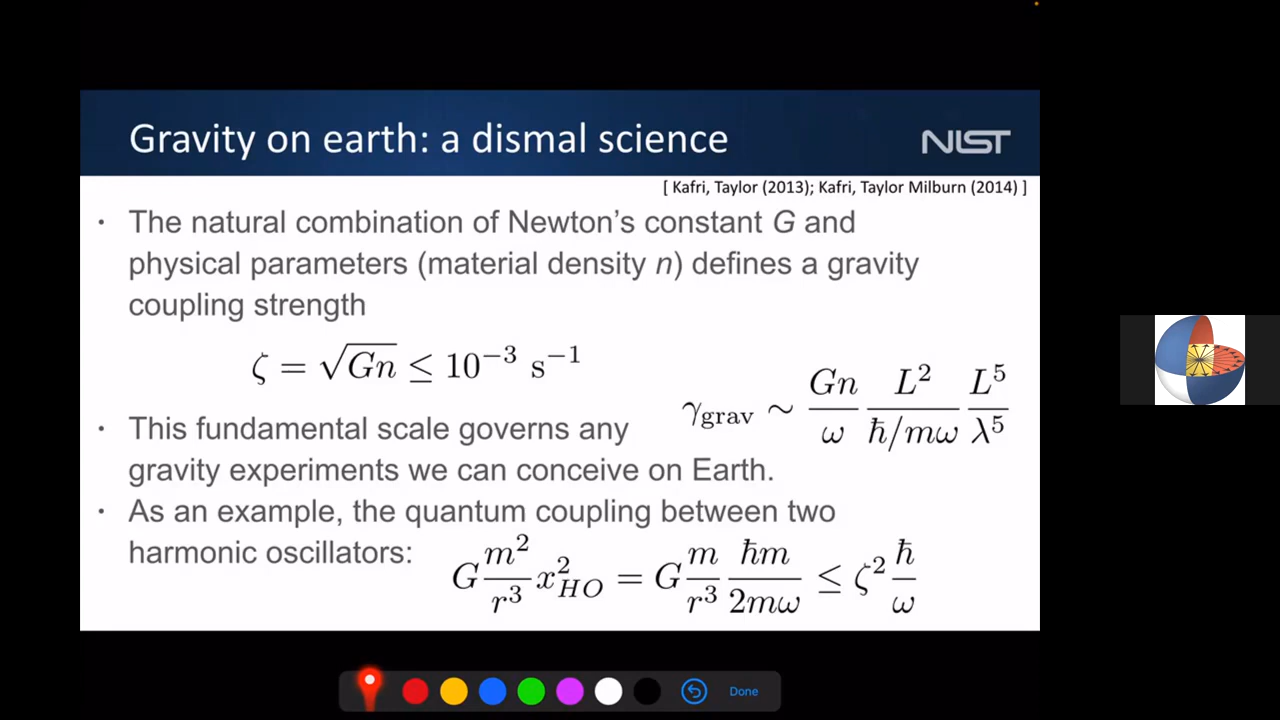 Gravity on earth: a dismal science
NIST
[ Kafri, Taylor (2013); Kafri, Taylor Milburn (2014) ]
· The natural combination of Newton's constant G and
physical parameters (material density n) defines a gravity
coupling strength
ζ = √Gn ≤ 10⁻³ s⁻¹
γgrav ∼ Gn/ω L²/ħ/mω L⁵/λ⁵
· This fundamental scale governs any
gravity experiments we can conceive on Earth.
· As an example, the quantum coupling between two
harmonic oscillators:
G m²/r³ x²HO = G m/r³ ħm/2mω ≤ ζ² ħ/ω
Done